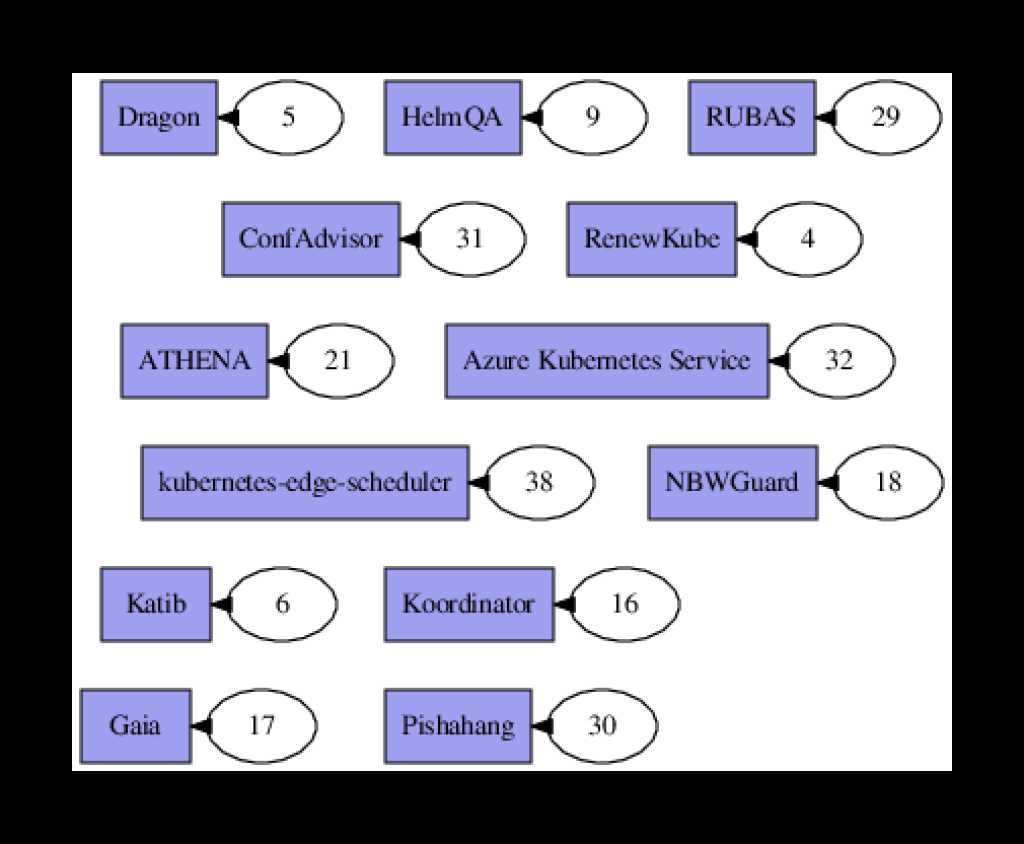 Dragon 5 HelmQA 9 RUBAS 29
ConfAdvisor 31 RenewKube 4
ATHENA 21 Azure Kubernetes Service 32
kubernetes-edge-scheduler 38 NBWGuard 18
Katib 6 Koordinator 16
Gaia 17 Pishahang 30